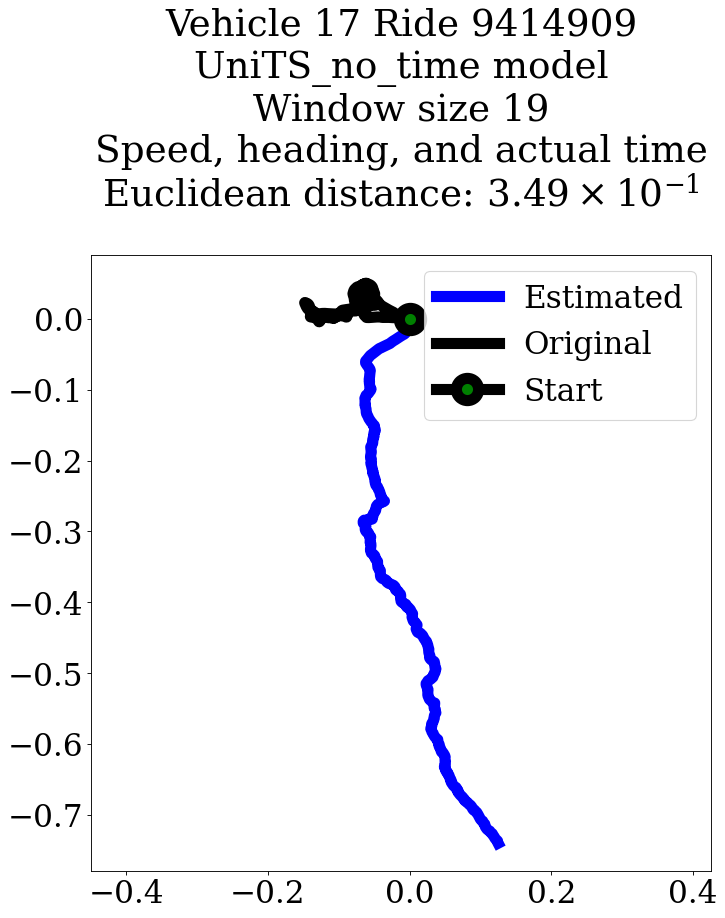 Vehicle 17 Ride 9414909
UniTS_no_time model
Window size 19
Speed, heading, and actual time
Euclidean distance: 3.49 × 10⁻¹
Estimated
Original
Start
0.0
−0.1
−0.2
−0.3
−0.4
−0.5
−0.6
−0.7
−0.4
−0.2
0.0
0.2
0.4